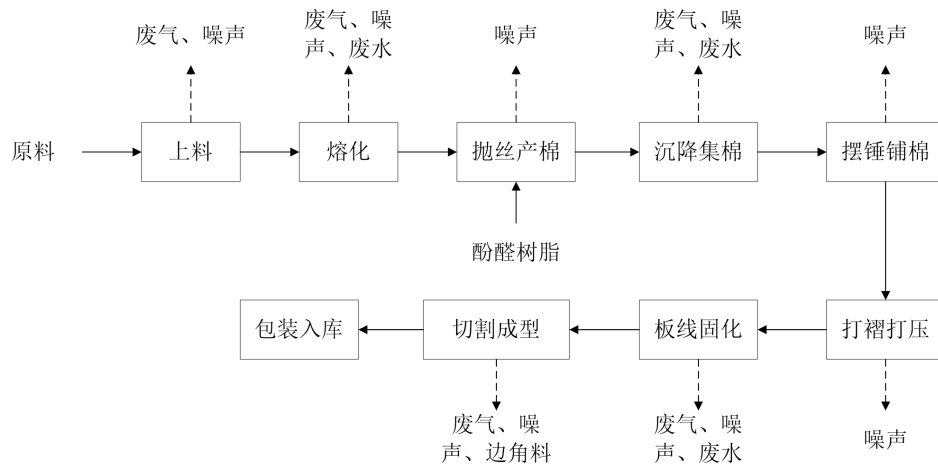 废气、噪声
废气、噪
声、废水
噪声
废气、噪
声、废水
噪声
原料
上料
熔化
抛丝产棉
沉降集棉
摆锤铺棉
酚醛树脂
包装入库
切割成型
板线固化
打褶打压
废气、噪
声、边角料
废气、噪
声、废水
噪声